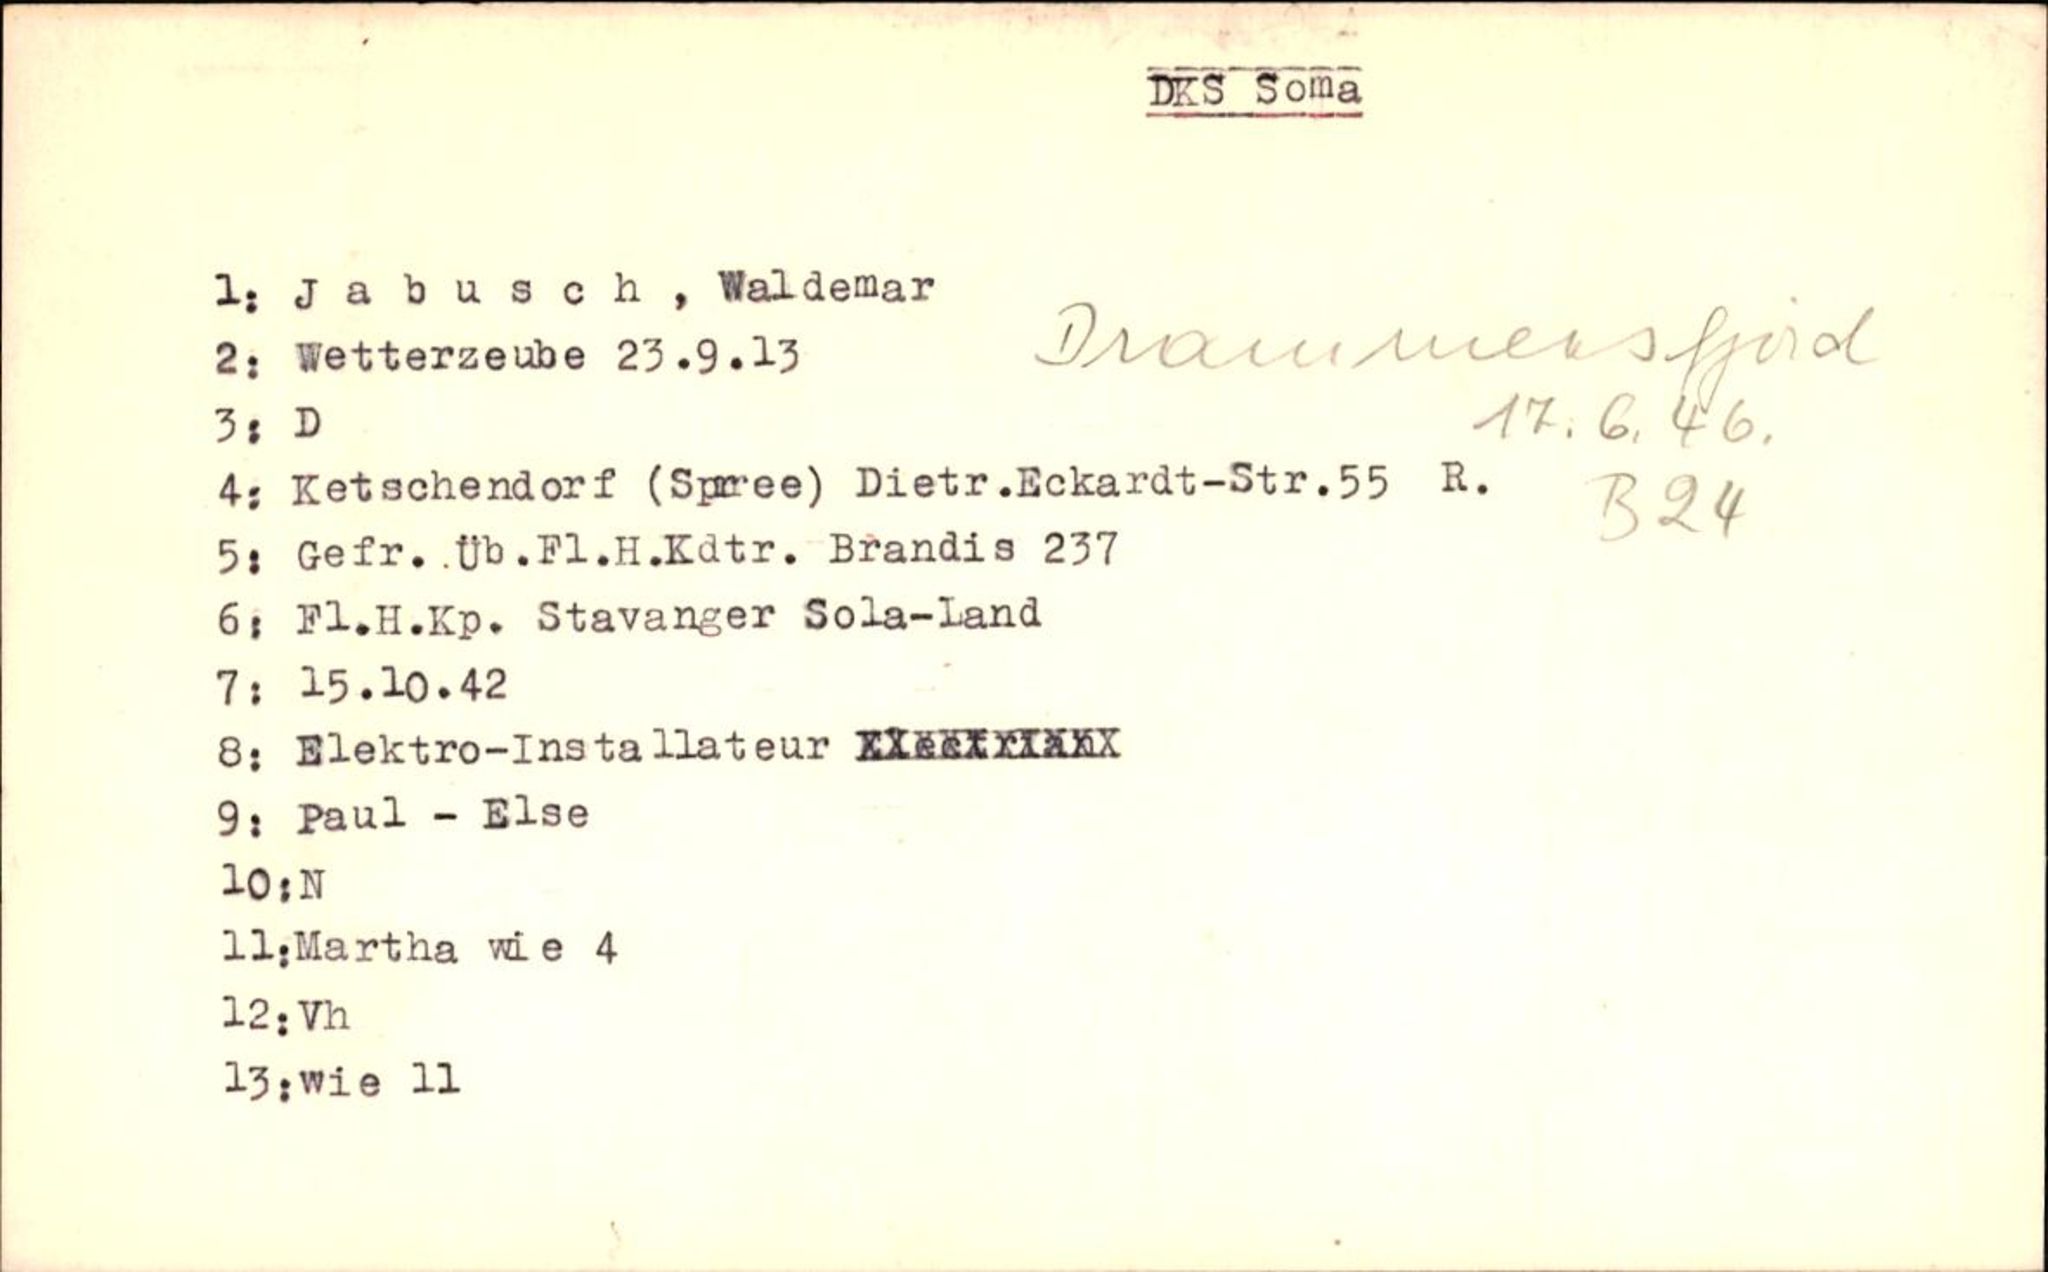 DKS Soma
1: J a b u s c h , Waldemar
2: Wetterzeube 23.9.13
Drammensfjord
3: D
17.6.46.
4: Ketschendorf (Spree) Dietr.Eckardt-Str.55 R.
B 24
5: Gefr. Üb.Fl.H.Kdtr. Brandis 237
6: Fl.H.Kp. Stavanger Sola-Land
7: 15.10.42
8: Elektro-Installateur
9: Paul - Else
10:N
11:Martha wie 4
12:Vh
13:wie 11